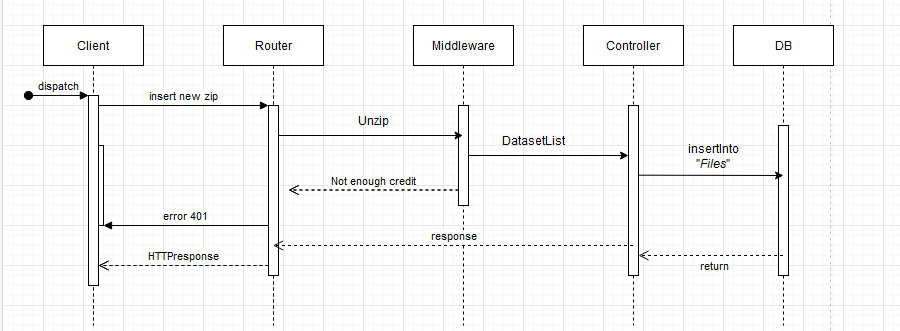 Client
Router
Middleware
Controller
DB
dispatch
insert new zip
Unzip
DatasetList
insertInto
"Files"
Not enough credit
error 401
response
HTTPresponse
return